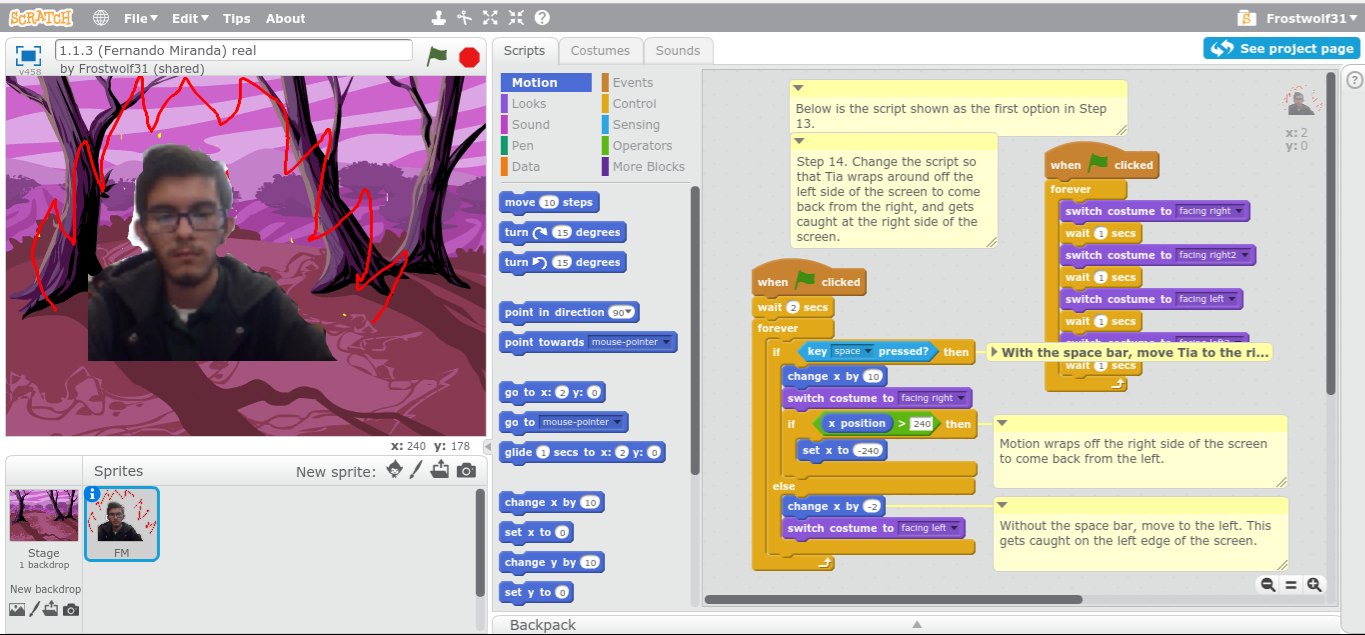 SCRATCH
File▼ Edit▼ Tips About
Frostwolf31▼
1.1.3 (Fernando Miranda) real
by Frostwolf31 (shared)
v458
Scripts Costumes Sounds
See project page
Motion
Looks
Sound
Pen
Data
Events
Control
Sensing
Operators
More Blocks
move 10 steps
turn 15 degrees
turn 15 degrees
point in direction 90▼
point towards mouse-pointer
go to x: 2 y: 0
go to mouse-pointer
glide 1 secs to x: 2 y: 0
change x by 10
set x to 0
change y by 10
set y to 0
Below is the script shown as the first option in Step
13.
Step 14. Change the script so
that Tia wraps around off the
left side of the screen to come
back from the right, and gets
caught at the right side of the
screen.
when clicked
wait 2 secs
forever
if key space pressed? then
change x by 10
switch costume to facing right
if x position > 240 then
set x to -240
else
change x by -2
switch costume to facing left
when clicked
forever
switch costume to facing right
wait 1 secs
switch costume to facing right2
wait 1 secs
switch costume to facing left
wait 1 secs
wait 1 secs
With the space bar, move Tia to the ri...
Motion wraps off the right side of the screen
to come back from the left.
Without the space bar, move to the left. This
gets caught on the left edge of the screen.
x: 2
y: 0
x: 240 y: 178
Sprites New sprite:
Stage
1 backdrop
New backdrop
FM
Backpack